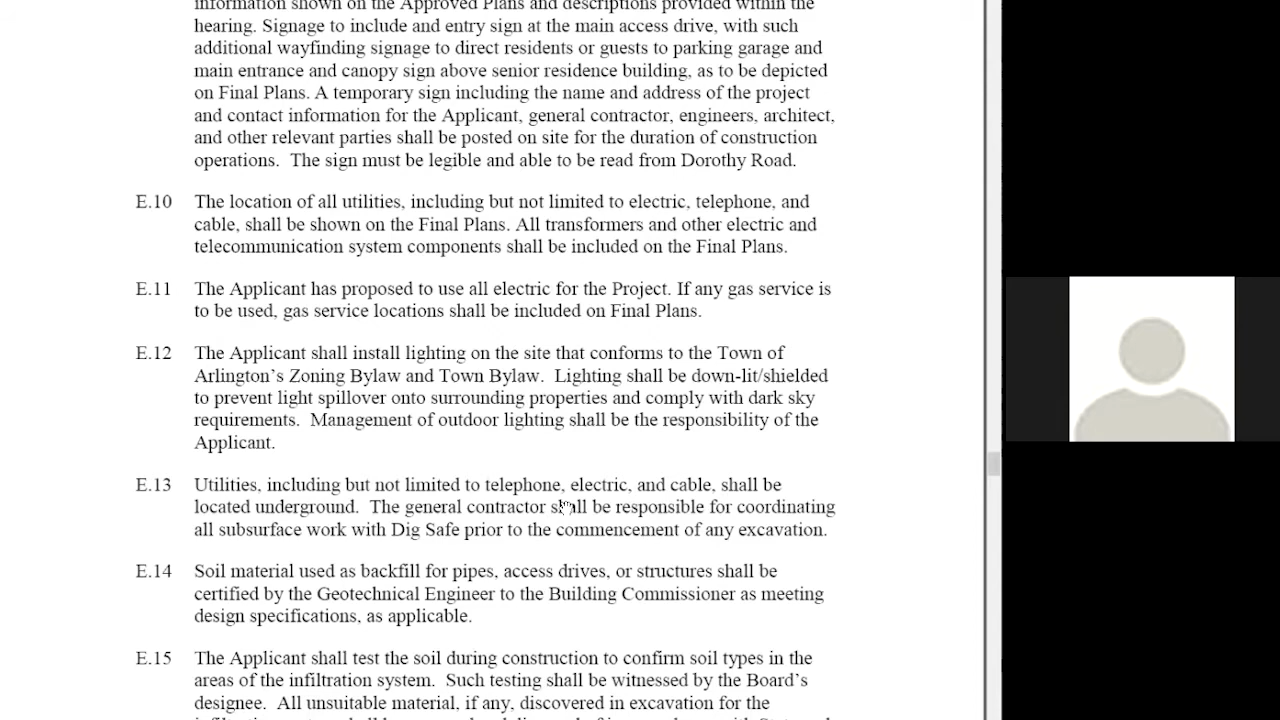 information shown on the Approved Plans and descriptions provided within the
hearing. Signage to include and entry sign at the main access drive, with such
additional wayfinding signage to direct residents or guests to parking garage and
main entrance and canopy sign above senior residence building, as to be depicted
on Final Plans. A temporary sign including the name and address of the project
and contact information for the Applicant, general contractor, engineers, architect,
and other relevant parties shall be posted on site for the duration of construction
operations.  The sign must be legible and able to be read from Dorothy Road.
E.10 The location of all utilities, including but not limited to electric, telephone, and
cable, shall be shown on the Final Plans. All transformers and other electric and
telecommunication system components shall be included on the Final Plans.
E.11 The Applicant has proposed to use all electric for the Project. If any gas service is
to be used, gas service locations shall be included on Final Plans.
E.12 The Applicant shall install lighting on the site that conforms to the Town of
Arlington’s Zoning Bylaw and Town Bylaw.  Lighting shall be down-lit/shielded
to prevent light spillover onto surrounding properties and comply with dark sky
requirements.  Management of outdoor lighting shall be the responsibility of the
Applicant.
E.13 Utilities, including but not limited to telephone, electric, and cable, shall be
located underground.  The general contractor shall be responsible for coordinating
all subsurface work with Dig Safe prior to the commencement of any excavation.
E.14 Soil material used as backfill for pipes, access drives, or structures shall be
certified by the Geotechnical Engineer to the Building Commissioner as meeting
design specifications, as applicable.
E.15 The Applicant shall test the soil during construction to confirm soil types in the
areas of the infiltration system.  Such testing shall be witnessed by the Board’s
designee.  All unsuitable material, if any, discovered in excavation for the